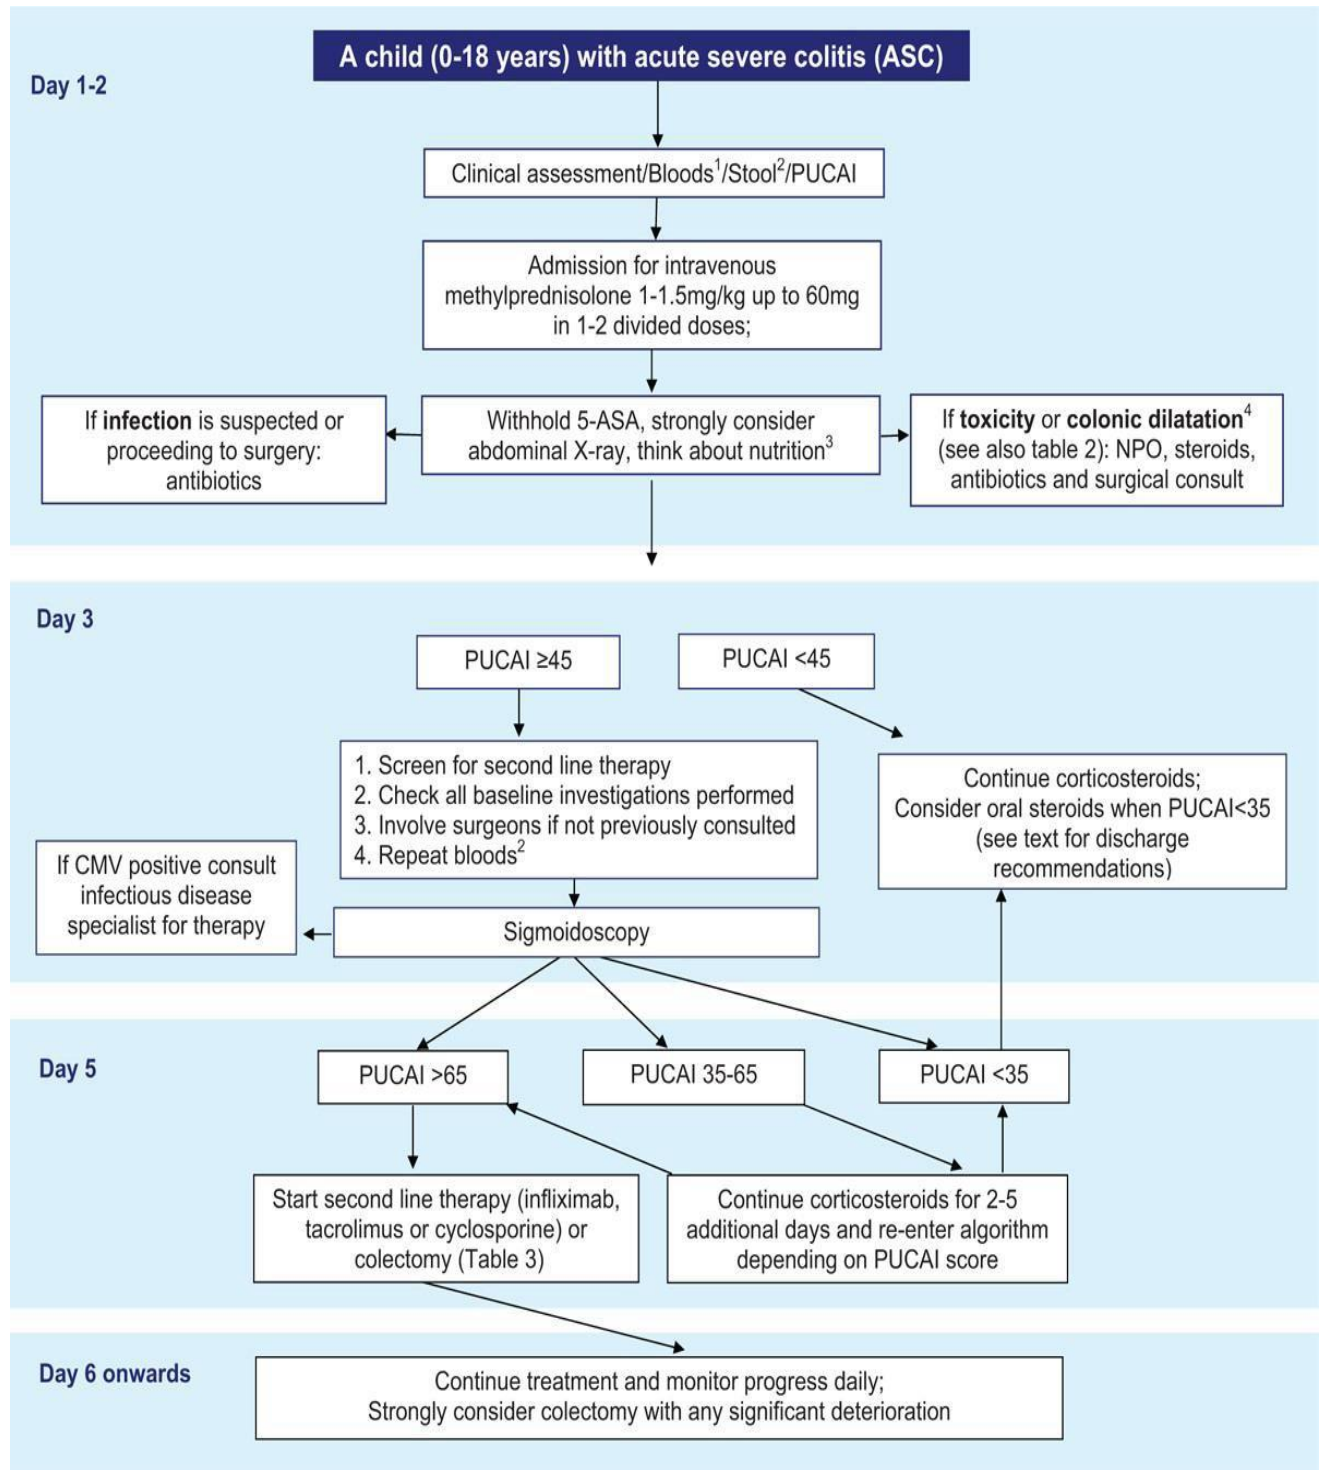 A child (0-18 years) with acute severe colitis (ASC)
Day 1-2
Clinical assessment/Bloods¹/Stool²/PUCAI
Admission for intravenous
methylprednisolone 1-1.5mg/kg up to 60mg
in 1-2 divided doses;
If infection is suspected or
proceeding to surgery:
antibiotics
Withhold 5-ASA, strongly consider
abdominal X-ray, think about nutrition³
If toxicity or colonic dilatation⁴
(see also table 2): NPO, steroids,
antibiotics and surgical consult
Day 3
PUCAI ≥45
PUCAI <45
1. Screen for second line therapy
2. Check all baseline investigations performed
3. Involve surgeons if not previously consulted
4. Repeat bloods²
Continue corticosteroids;
Consider oral steroids when PUCAI<35
(see text for discharge
recommendations)
If CMV positive consult
infectious disease
specialist for therapy
Sigmoidoscopy
Day 5
PUCAI >65
PUCAI 35-65
PUCAI <35
Start second line therapy (infliximab,
tacrolimus or cyclosporine) or
colectomy (Table 3)
Continue corticosteroids for 2-5
additional days and re-enter algorithm
depending on PUCAI score
Day 6 onwards
Continue treatment and monitor progress daily;
Strongly consider colectomy with any significant deterioration